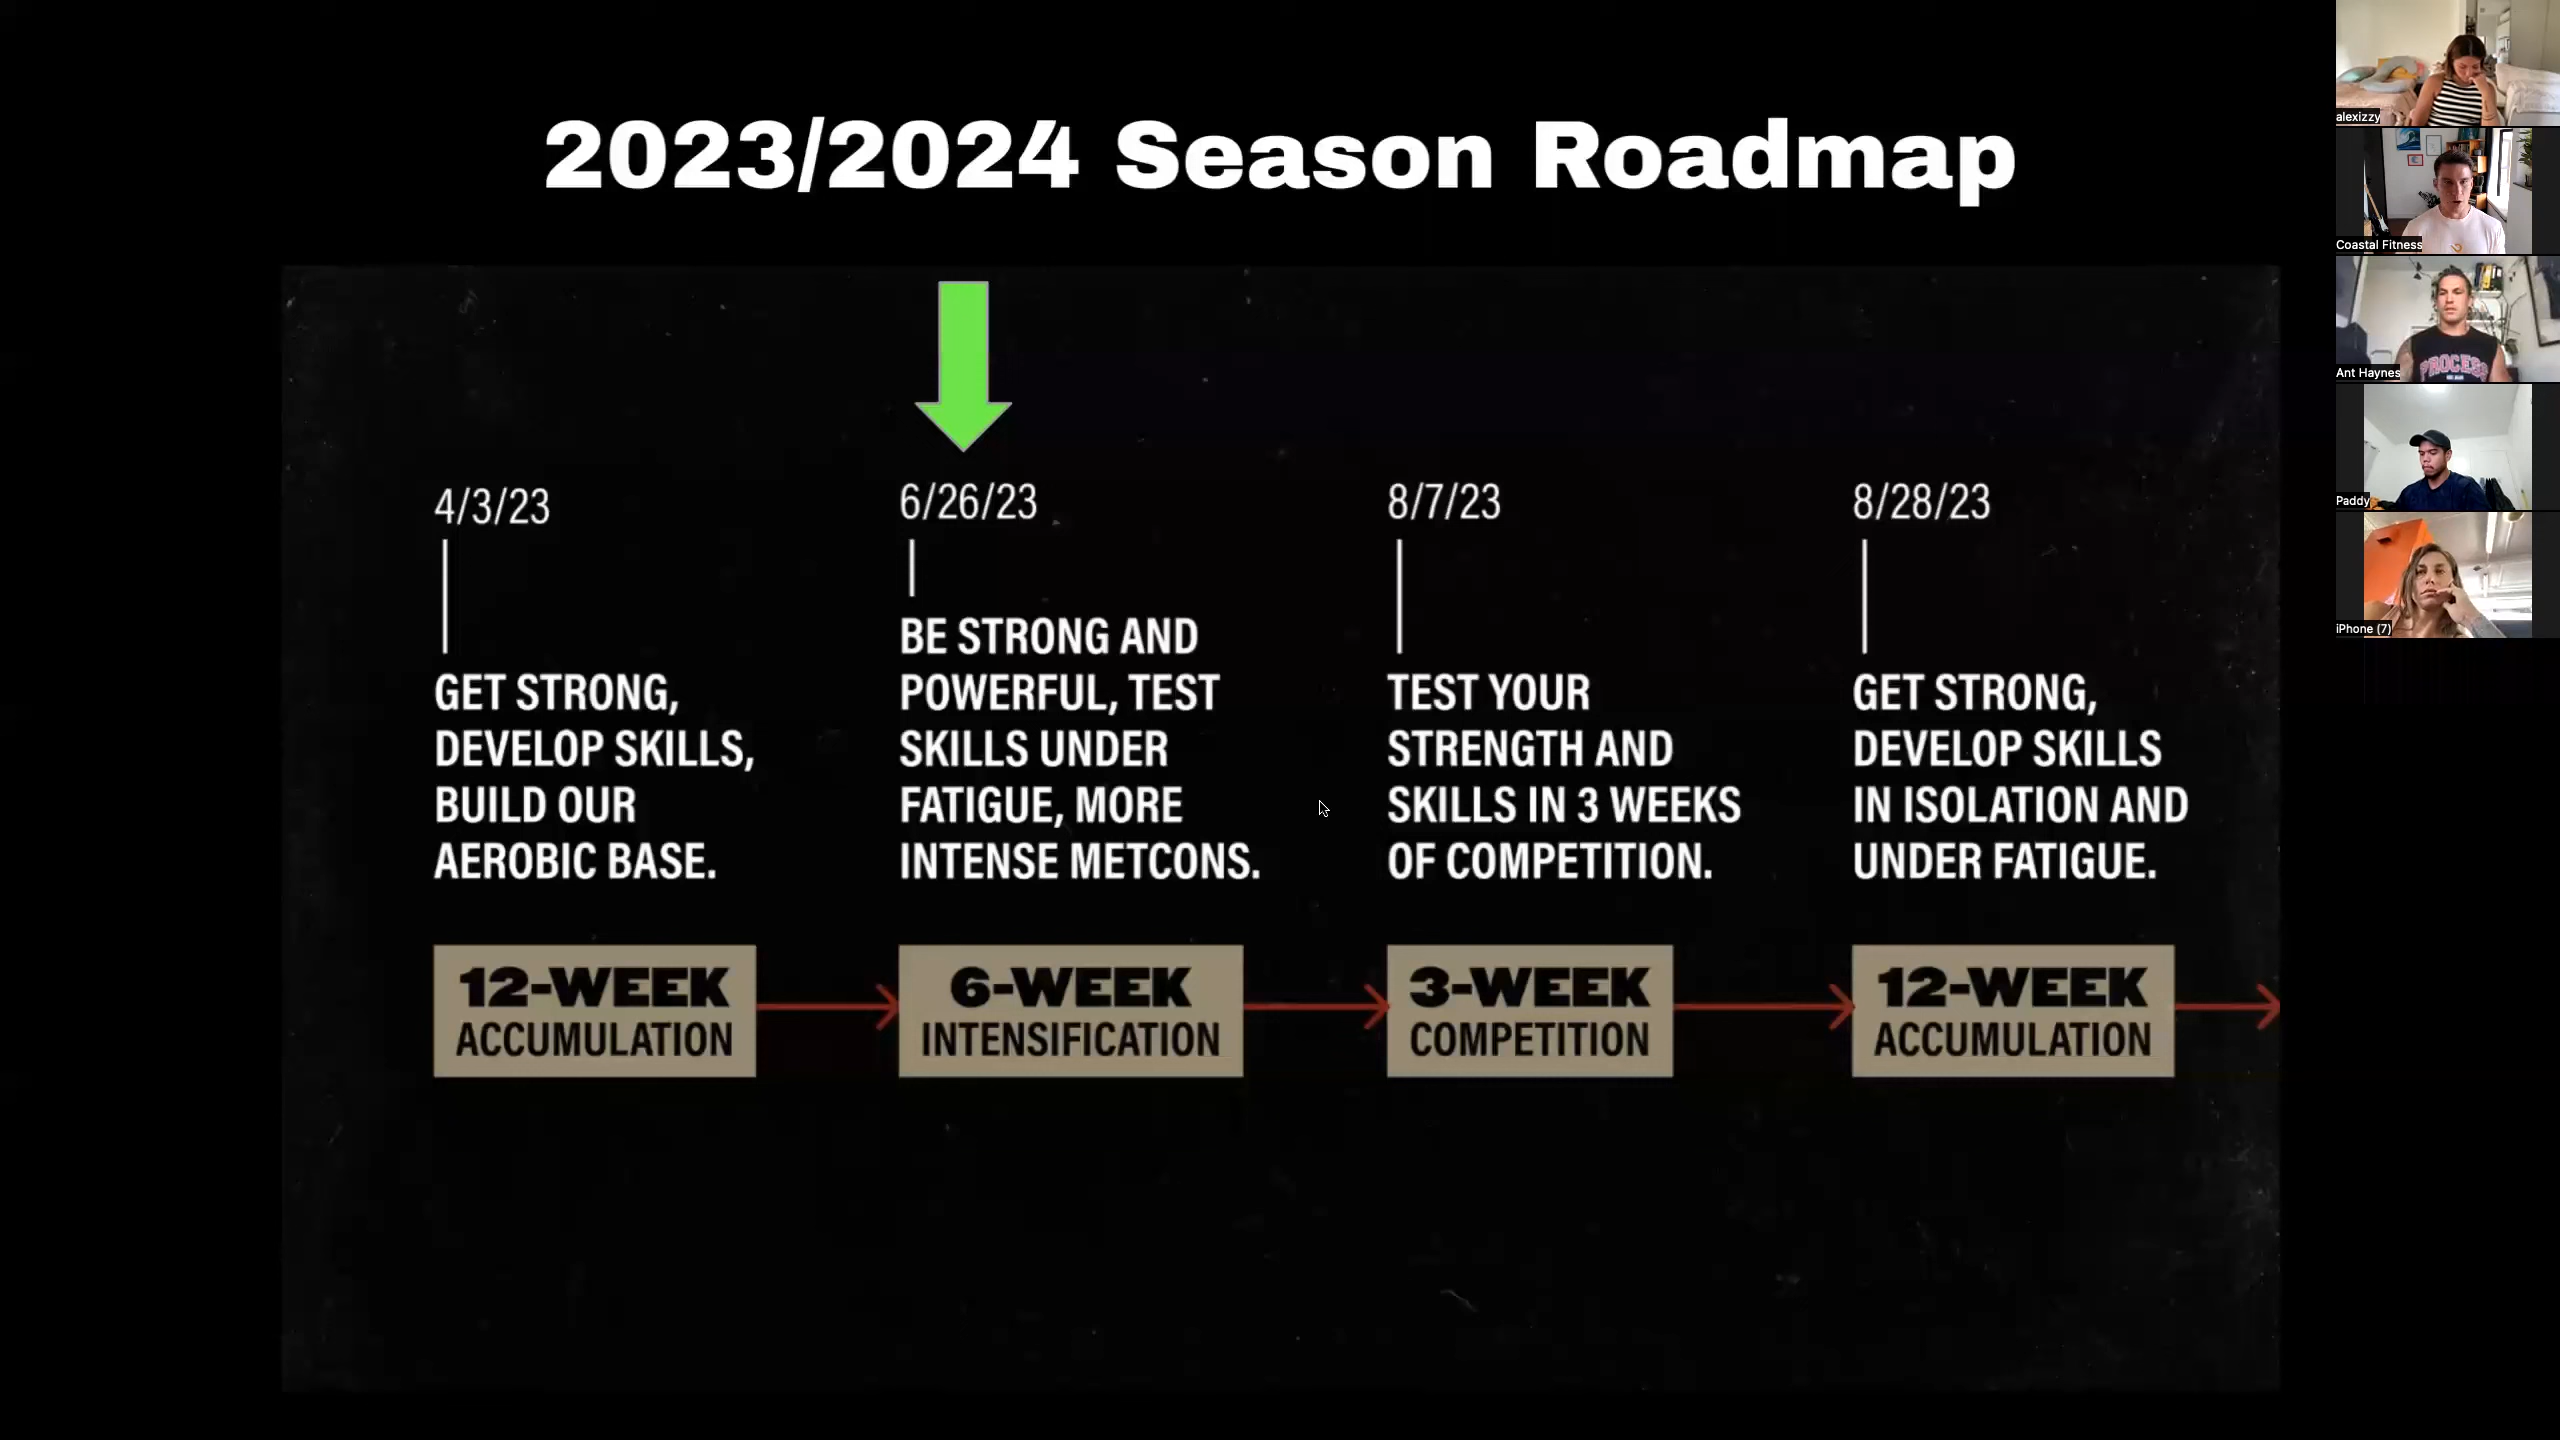 2023/2024 Season Roadmap
4/3/23
GET STRONG,
DEVELOP SKILLS,
BUILD OUR
AEROBIC BASE.
12-WEEK
ACCUMULATION
6/26/23
BE STRONG AND
POWERFUL, TEST
SKILLS UNDER
FATIGUE, MORE
INTENSE METCONS.
6-WEEK
INTENSIFICATION
8/7/23
TEST YOUR
STRENGTH AND
SKILLS IN 3 WEEKS
OF COMPETITION.
3-WEEK
COMPETITION
8/28/23
GET STRONG,
DEVELOP SKILLS
IN ISOLATION AND
UNDER FATIGUE.
12-WEEK
ACCUMULATION
alexizzy
Coastal Fitness
PROCESS
Ant Haynes
Paddy
iPhone (7)